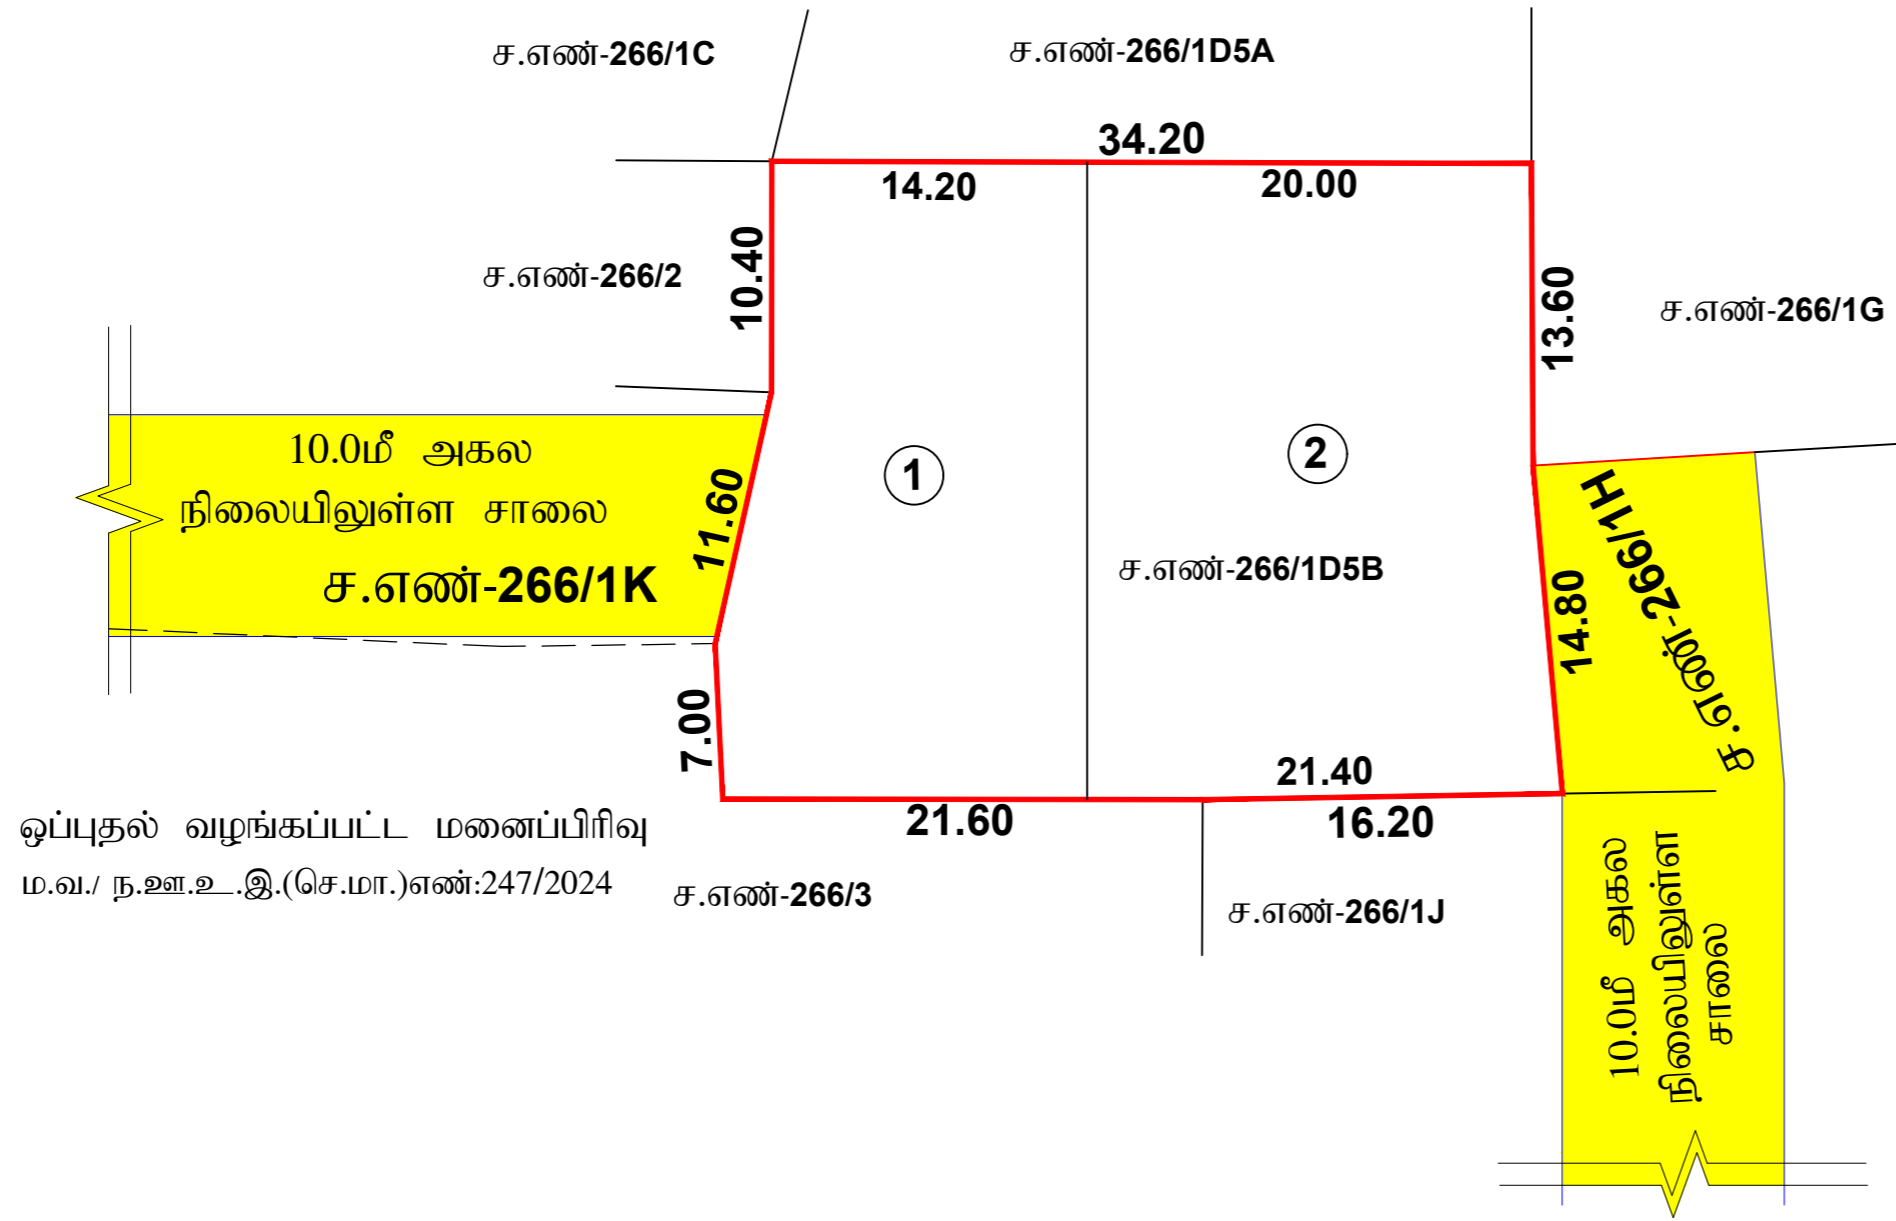 ச.எண்-266/1C
ச.எண்-266/1D5A
34.20
14.20
20.00
10.40
ச.எண்-266/2
13.60
ச.எண்-266/1G
10.0மீ அகல
நிலையிலுள்ள சாலை
ச.எண்-266/1K
11.60
1
2
ச.எண்-266/1D5B
ச.எண்-266/1H
14.80
7.00
21.40
21.60
16.20
ஒப்புதல் வழங்கப்பட்ட மனைப்பிரிவு
ம.வ./ ந.ஊ.உ.இ.(செ.மா.)எண்:247/2024
ச.எண்-266/3
ச.எண்-266/1J
10.0மீ அகல
நிலையிலுள்ள
சாலை